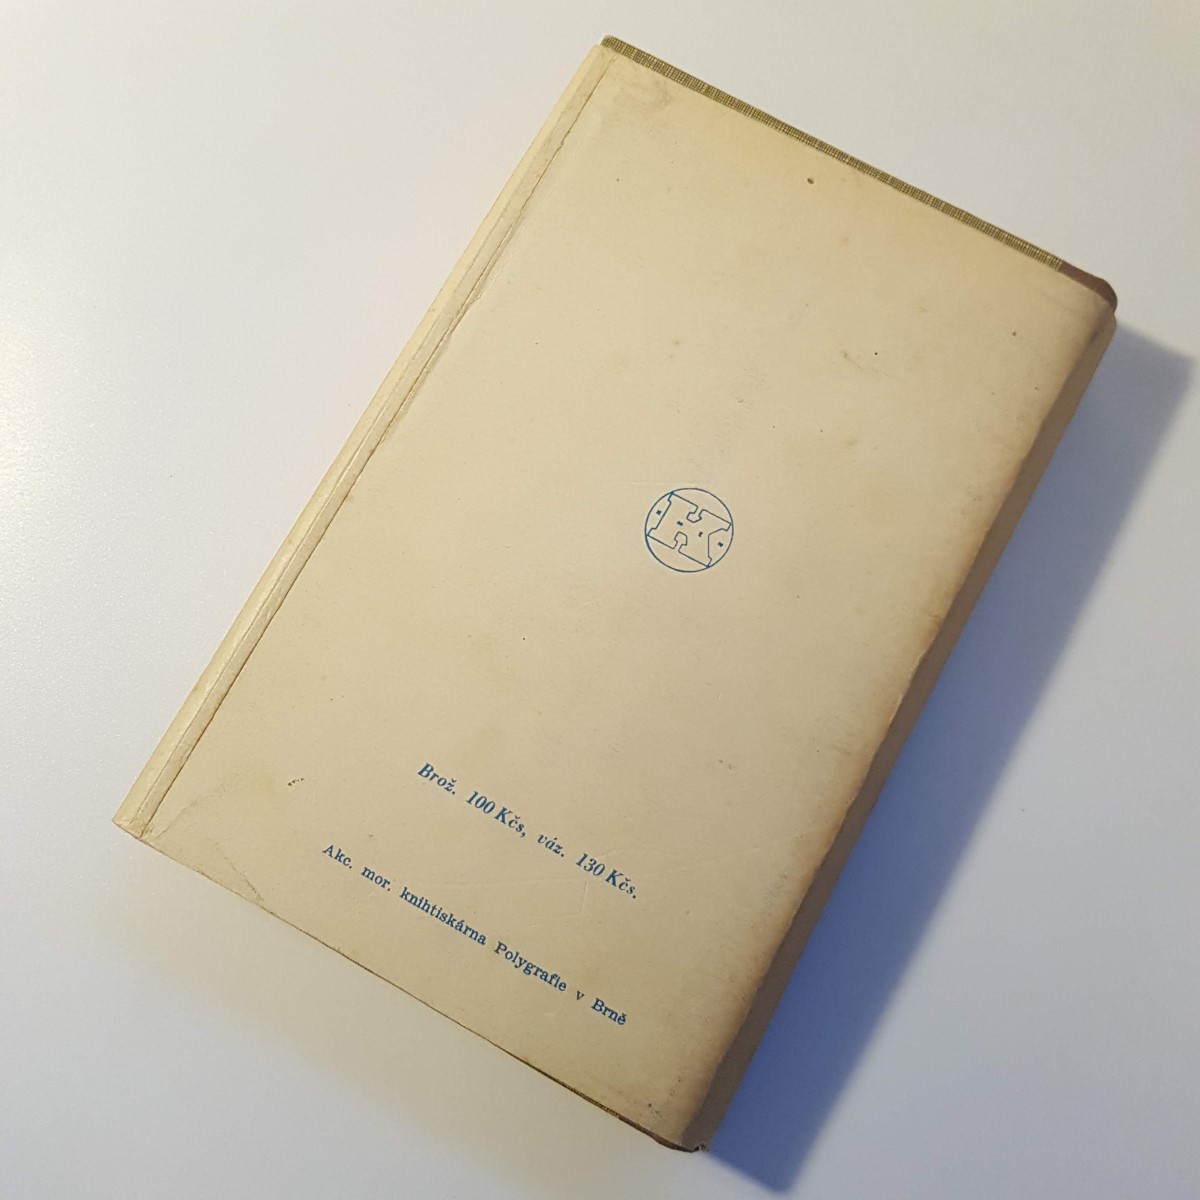 K
Brož. 100 Kčs, váz. 130 Kčs.
Akc. mor. knihtiskárna Polygrafie v Brně